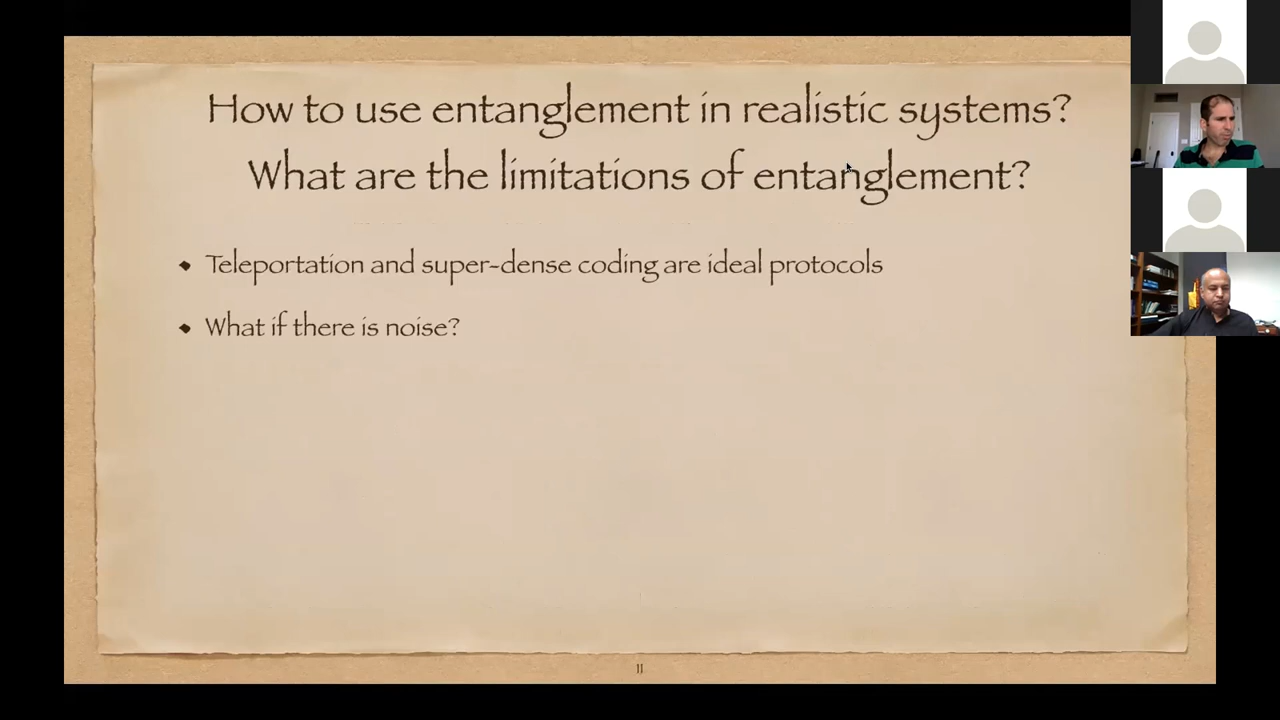 How to use entanglement in realistic systems?
What are the limitations of entanglement?
Teleportation and super-dense coding are ideal protocols
What if there is noise?
11